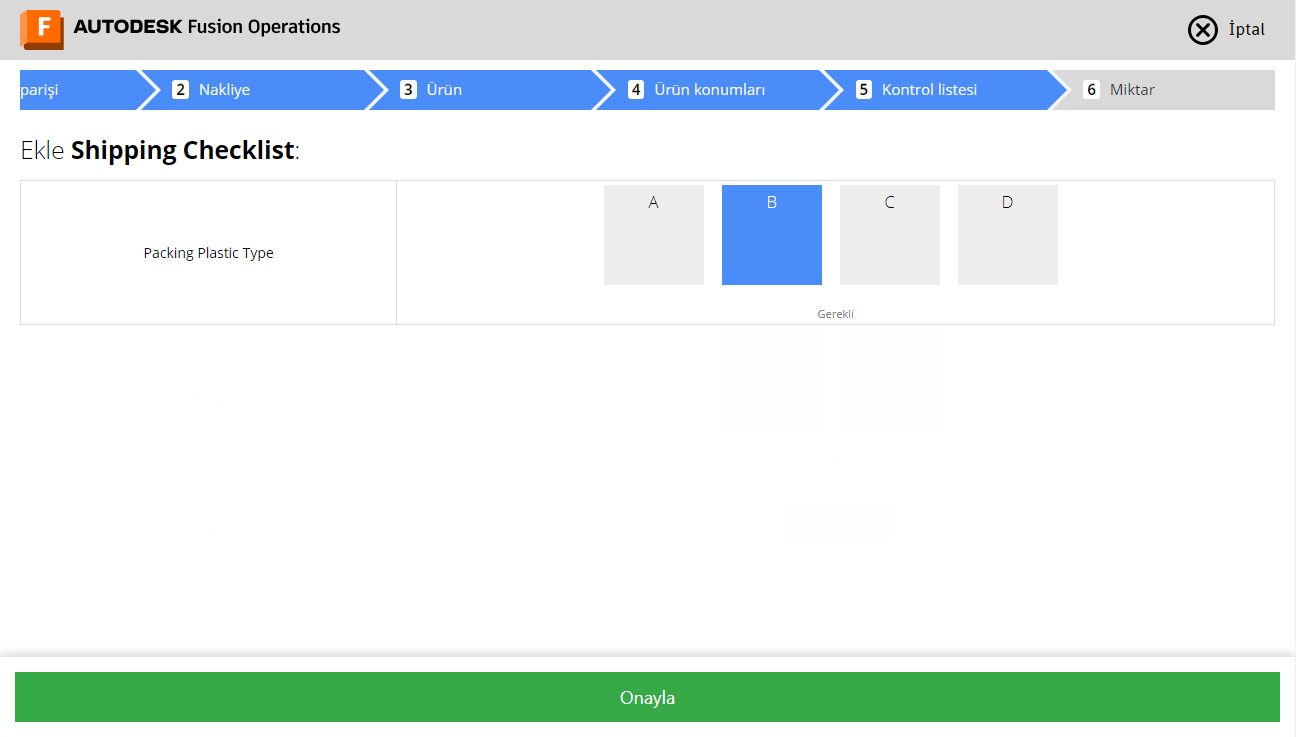 F AUTODESK Fusion Operations
İptal
parişi
2 Nakliye
3 Ürün
4 Ürün konumları
5 Kontrol listesi
6 Miktar
Ekle Shipping Checklist:
Packing Plastic Type
A
B
C
D
Gerekli
Onayla